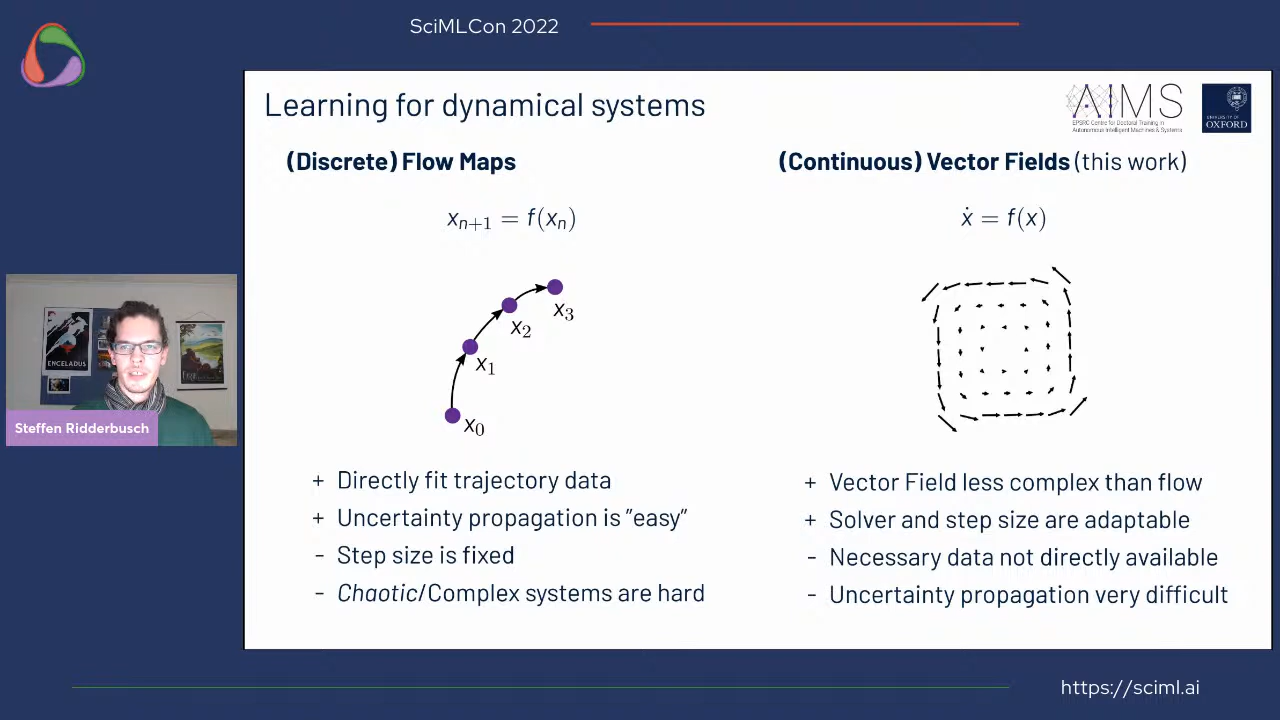 SciMLCon 2022
Learning for dynamical systems
AIMS
EPSRC Centre for Doctoral Training in
Autonomous Intelligent Machines & Systems
UNIVERSITY OF
OXFORD
(Discrete) Flow Maps
(Continuous) Vector Fields (this work)
xₙ₊₁ = f(xₙ)
ẋ = f(x)
x₃
x₂
x₁
x₀
ENCELADUS
Steffen Ridderbusch
+ Directly fit trajectory data
+ Uncertainty propagation is "easy"
- Step size is fixed
- Chaotic/Complex systems are hard
+ Vector Field less complex than flow
+ Solver and step size are adaptable
- Necessary data not directly available
- Uncertainty propagation very difficult
https://sciml.ai